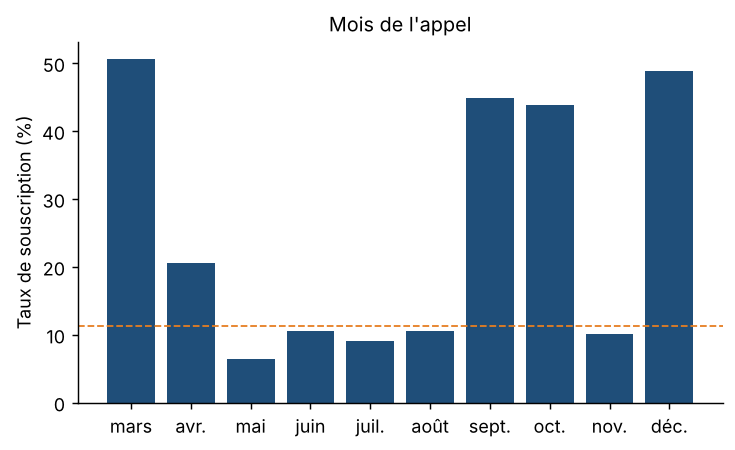 Mois de l'appel
Taux de souscription (%)
50
40
30
20
10
0
mars avr. mai juin juil. août sept. oct. nov. déc.